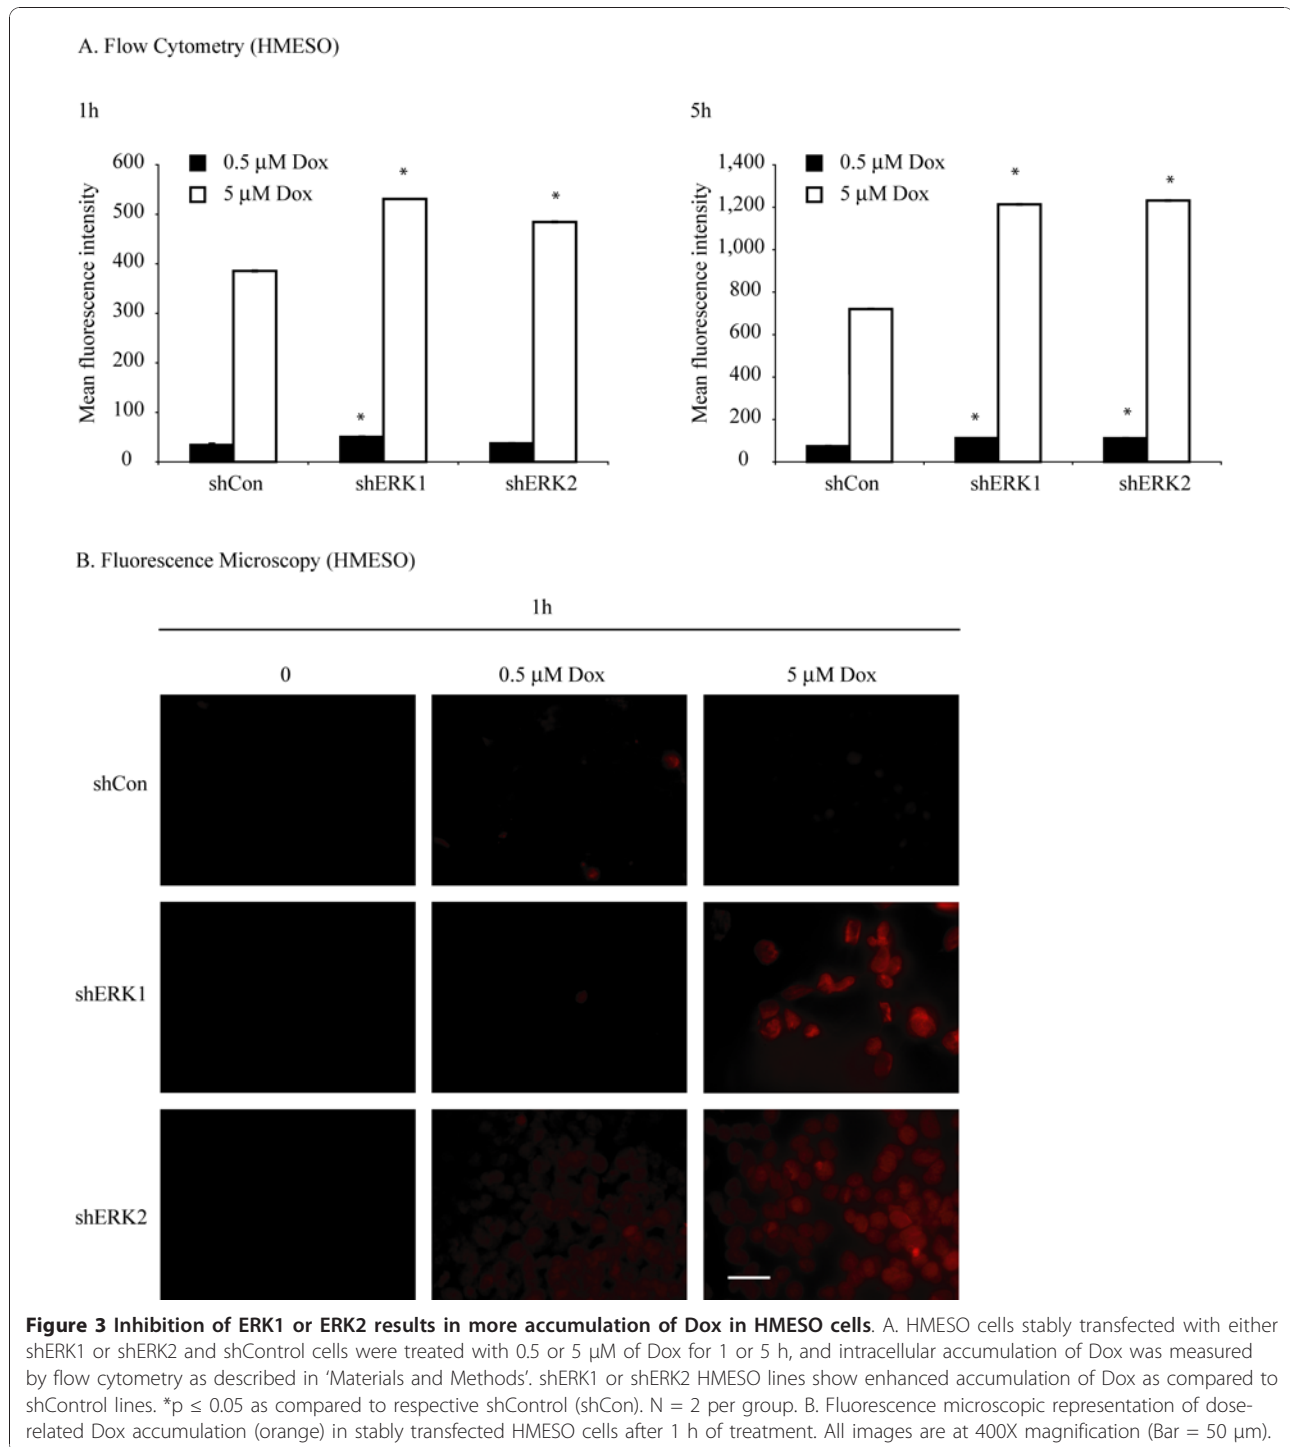 A. Flow Cytometry (HMESO)
1h
600
500
400
300
200
100
0
Mean fluorescence intensity
0.5 µM Dox
5 µM Dox
*
*
*
shCon
shERK1
shERK2
5h
1,400
1,200
1,000
800
600
400
200
0
Mean fluorescence intensity
0.5 µM Dox
5 µM Dox
*
*
*
*
shCon
shERK1
shERK2
B. Fluorescence Microscopy (HMESO)
1h
0
0.5 µM Dox
5 µM Dox
shCon
shERK1
shERK2
Figure 3 Inhibition of ERK1 or ERK2 results in more accumulation of Dox in HMESO cells. A. HMESO cells stably transfected with either
shERK1 or shERK2 and shControl cells were treated with 0.5 or 5 µM of Dox for 1 or 5 h, and intracellular accumulation of Dox was measured
by flow cytometry as described in ‘Materials and Methods’. shERK1 or shERK2 HMESO lines show enhanced accumulation of Dox as compared to
shControl lines. *p ≤ 0.05 as compared to respective shControl (shCon). N = 2 per group. B. Fluorescence microscopic representation of dose-
related Dox accumulation (orange) in stably transfected HMESO cells after 1 h of treatment. All images are at 400X magnification (Bar = 50 µm).